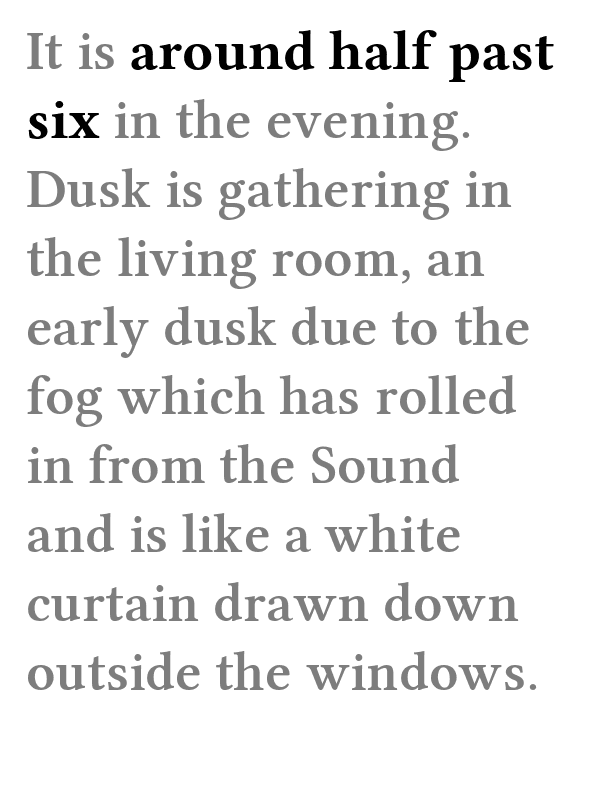 It is around half past
six in the evening.
Dusk is gathering in
the living room, an
early dusk due to the
fog which has rolled
in from the Sound
and is like a white
curtain drawn down
outside the windows.